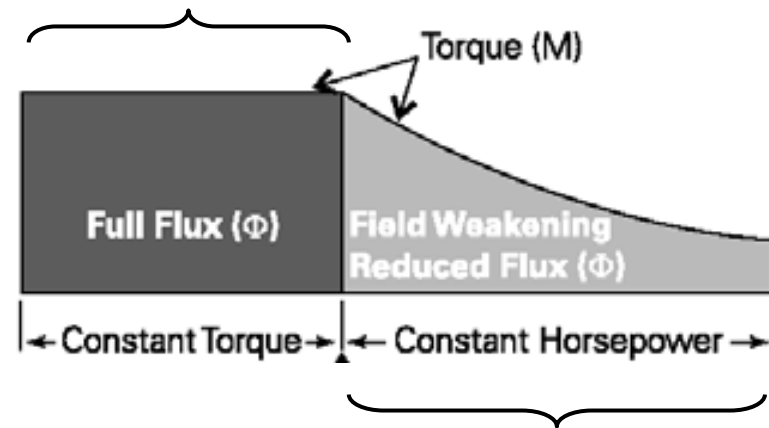 Torque (M)
Full Flux (Φ)
Field Weakening
Reduced Flux (Φ)
Constant Torque
Constant Horsepower